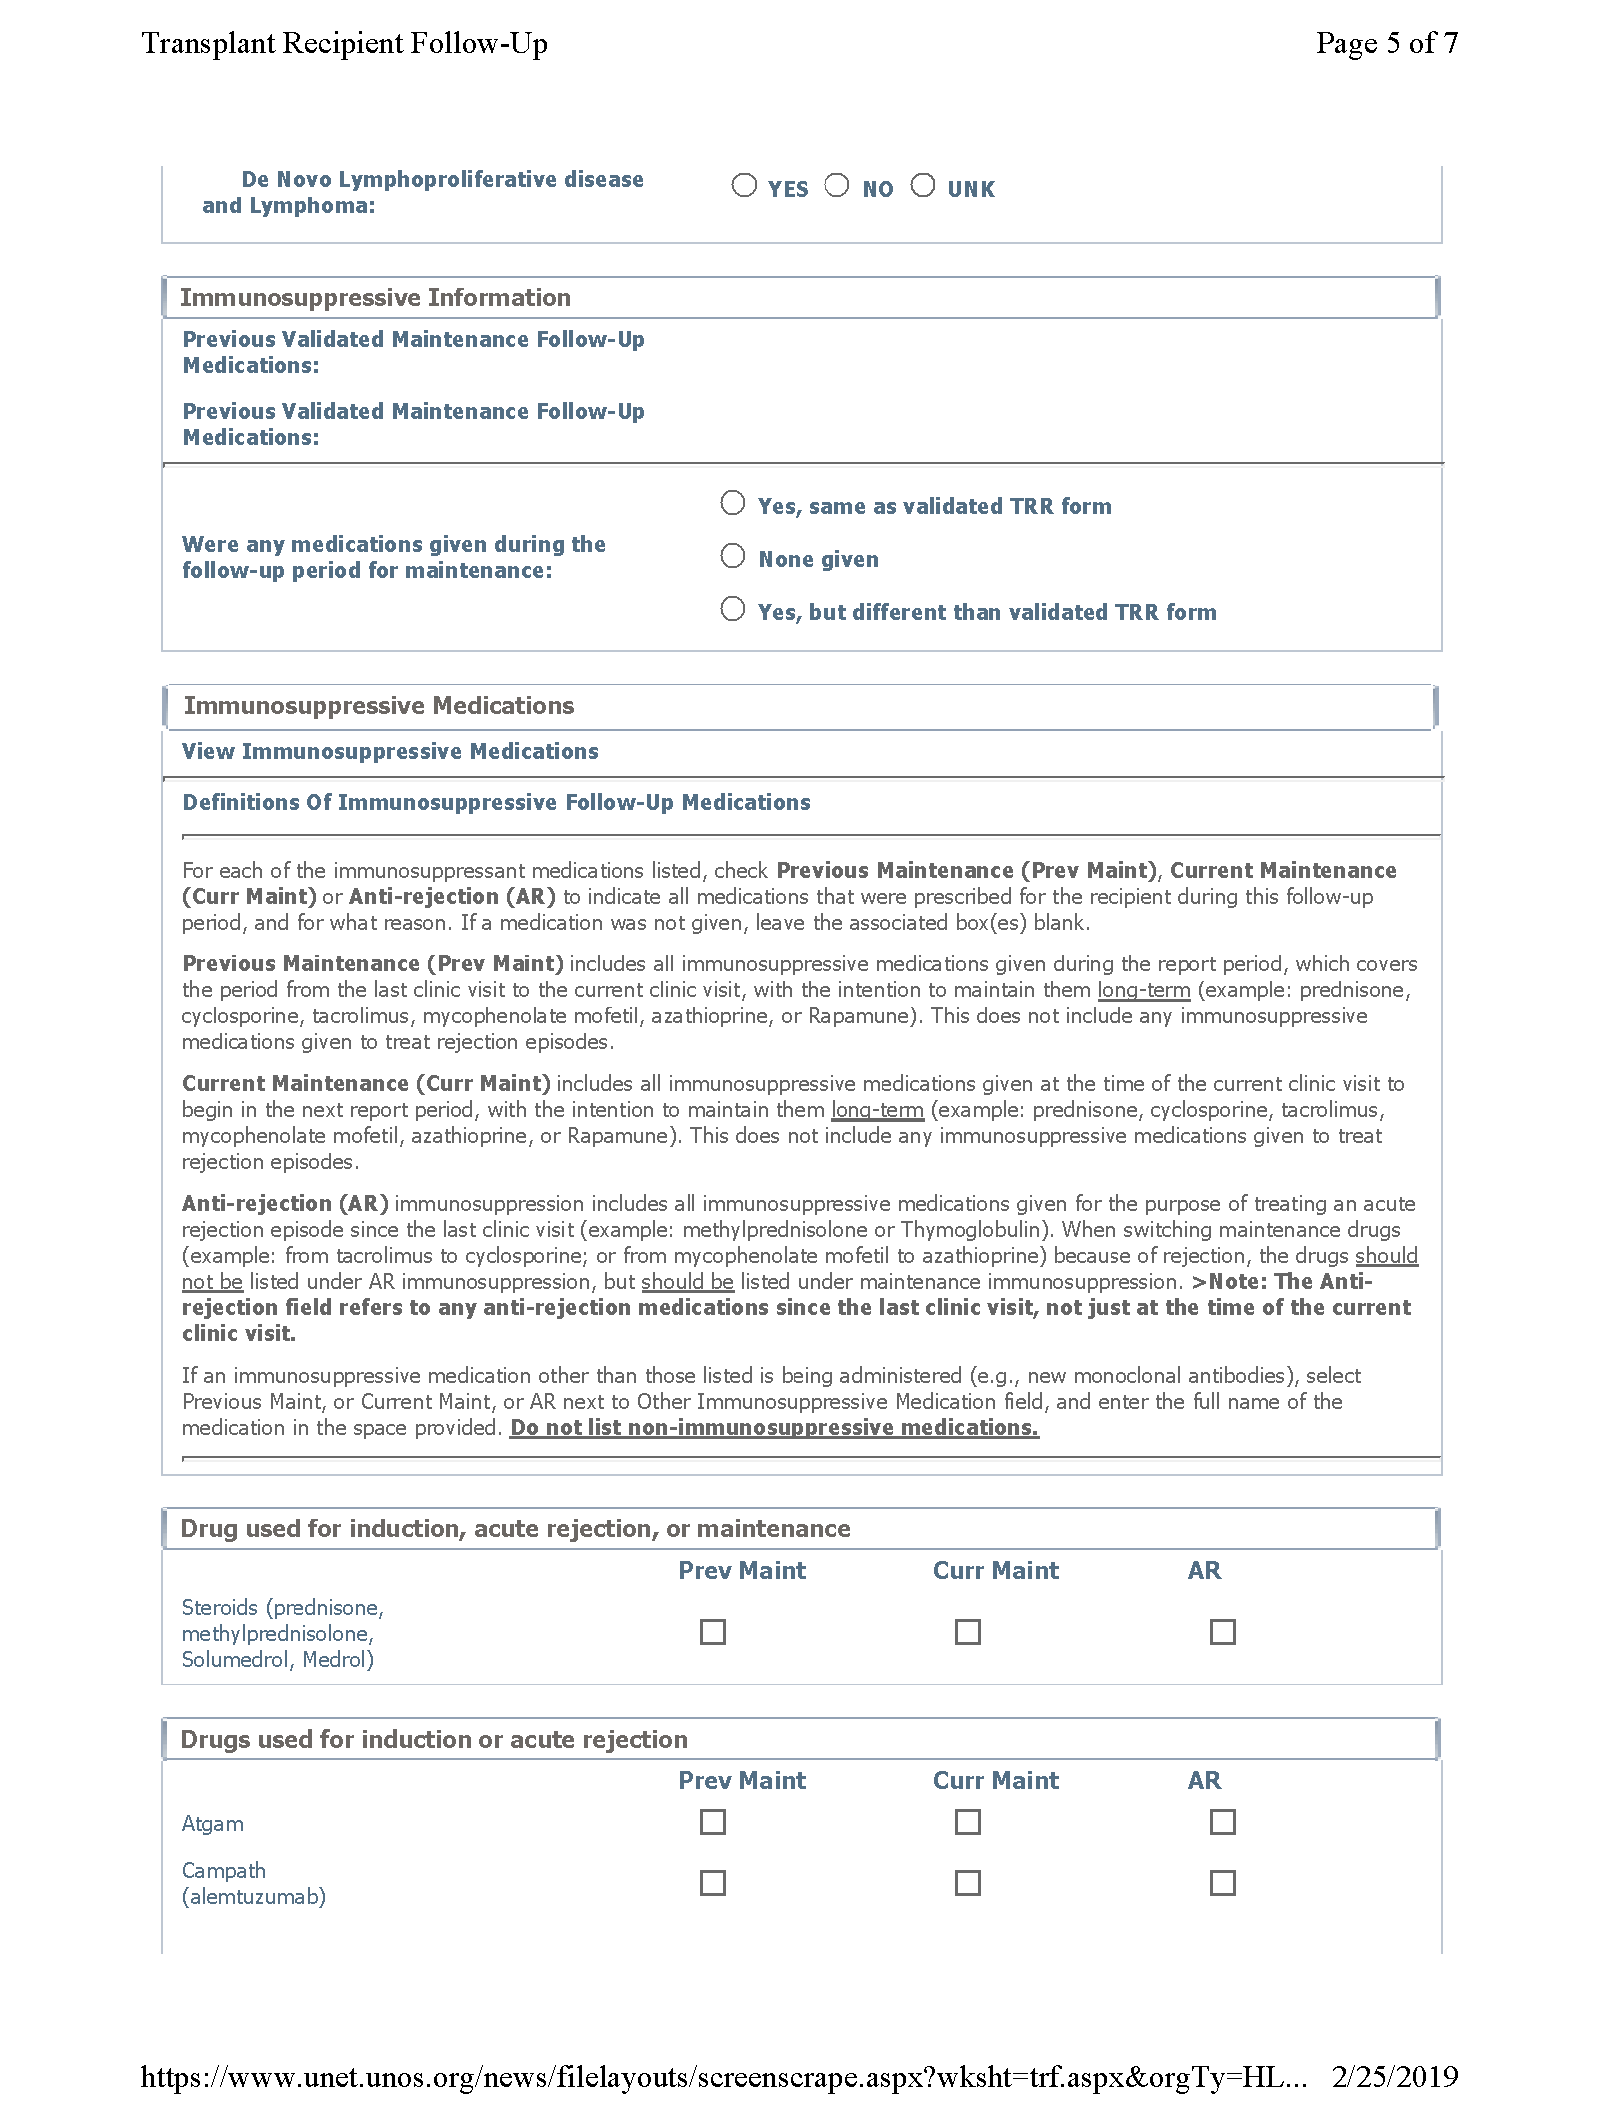 Transplant Recipient Follow-Up
Page 5 of 7
De Novo Lymphoproliferative disease
and Lymphoma:
YES NO UNK
Immunosuppressive Information
Previous Validated Maintenance Follow-Up
Medications:
Previous Validated Maintenance Follow-Up
Medications:
Were any medications given during the
follow-up period for maintenance:
Yes, same as validated TRR form
None given
Yes, but different than validated TRR form
Immunosuppressive Medications
View Immunosuppressive Medications
Definitions Of Immunosuppressive Follow-Up Medications
For each of the immunosuppressant medications listed, check Previous Maintenance (Prev Maint), Current Maintenance
(Curr Maint) or Anti-rejection (AR) to indicate all medications that were prescribed for the recipient during this follow-up
period, and for what reason. If a medication was not given, leave the associated box(es) blank.
Previous Maintenance (Prev Maint) includes all immunosuppressive medications given during the report period, which covers
the period from the last clinic visit to the current clinic visit, with the intention to maintain them long-term (example: prednisone,
cyclosporine, tacrolimus, mycophenolate mofetil, azathioprine, or Rapamune). This does not include any immunosuppressive
medications given to treat rejection episodes.
Current Maintenance (Curr Maint) includes all immunosuppressive medications given at the time of the current clinic visit to
begin in the next report period, with the intention to maintain them long-term (example: prednisone, cyclosporine, tacrolimus,
mycophenolate mofetil, azathioprine, or Rapamune). This does not include any immunosuppressive medications given to treat
rejection episodes.
Anti-rejection (AR) immunosuppression includes all immunosuppressive medications given for the purpose of treating an acute
rejection episode since the last clinic visit (example: methylprednisolone or Thymoglobulin). When switching maintenance drugs
(example: from tacrolimus to cyclosporine; or from mycophenolate mofetil to azathioprine) because of rejection, the drugs should
not be listed under AR immunosuppression, but should be listed under maintenance immunosuppression. >Note: The Anti-
rejection field refers to any anti-rejection medications since the last clinic visit, not just at the time of the current
clinic visit.
If an immunosuppressive medication other than those listed is being administered (e.g., new monoclonal antibodies), select
Previous Maint, or Current Maint, or AR next to Other Immunosuppressive Medication field, and enter the full name of the
medication in the space provided. Do not list non-immunosuppressive medications.
Drug used for induction, acute rejection, or maintenance
Prev Maint Curr Maint AR
Steroids (prednisone,
methylprednisolone,
Solumedrol, Medrol)
Drugs used for induction or acute rejection
Prev Maint Curr Maint AR
Atgam
Campath
(alemtuzumab)
https://www.unet.unos.org/news/filelayouts/screenscrape.aspx?wksht=trf.aspx&orgTy=HL... 2/25/2019